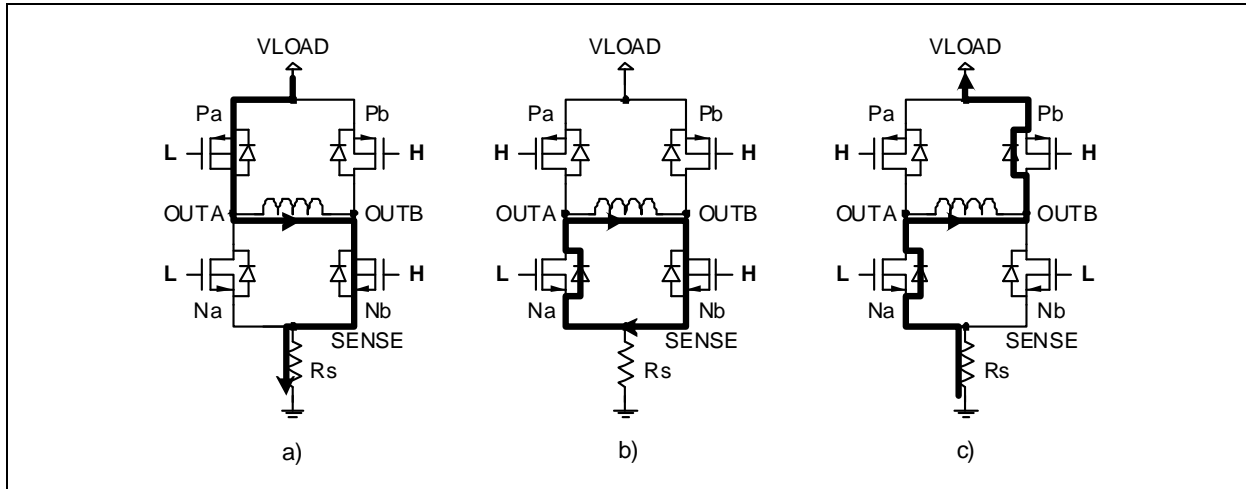 VLOAD
Pa
Pb
L
H
OUTA
OUTB
L
H
Na
Nb
SENSE
Rs
a)
VLOAD
Pa
Pb
H
H
OUTA
OUTB
L
H
Na
Nb
SENSE
Rs
b)
VLOAD
Pa
Pb
H
H
OUTA
OUTB
L
L
Na
Nb
SENSE
Rs
c)